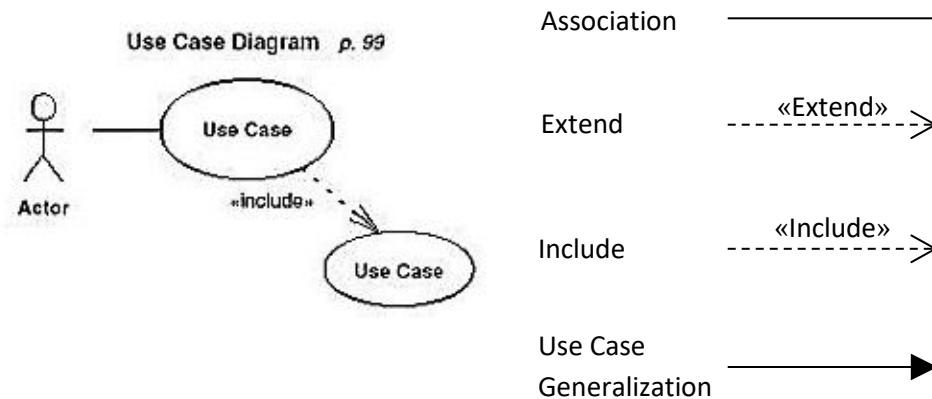 Use Case Diagram p. 99
Use Case
Actor
«include»
Use Case
Association
Extend
«Extend»
Include
«Include»
Use Case
Generalization